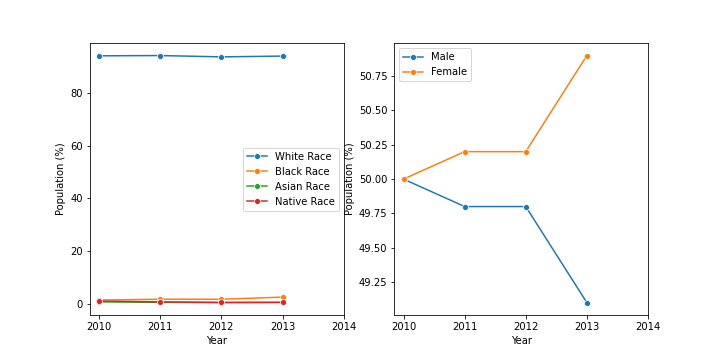 Population (%)
80
60
40
20
0
White Race
Black Race
Asian Race
Native Race
2010 2011 2012 2013 2014
Year
Population (%)
50.75
50.50
50.25
50.00
49.75
49.50
49.25
Male
Female
2010 2011 2012 2013 2014
Year